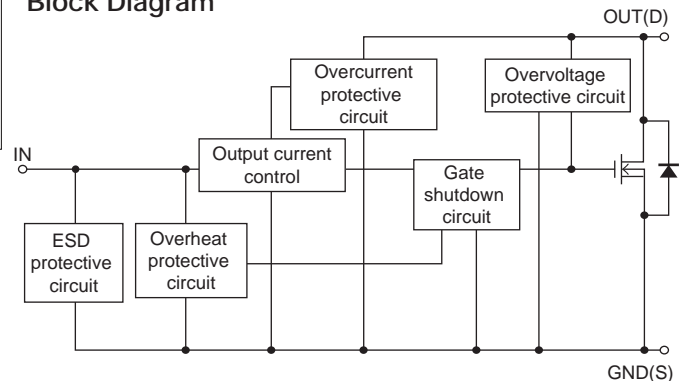 Block Diagram
OUT(D)
Overcurrent
protective
circuit
Overvoltage
protective circuit
IN
Output current
control
Gate
shutdown
circuit
ESD
protective
circuit
Overheat
protective
circuit
GND(S)